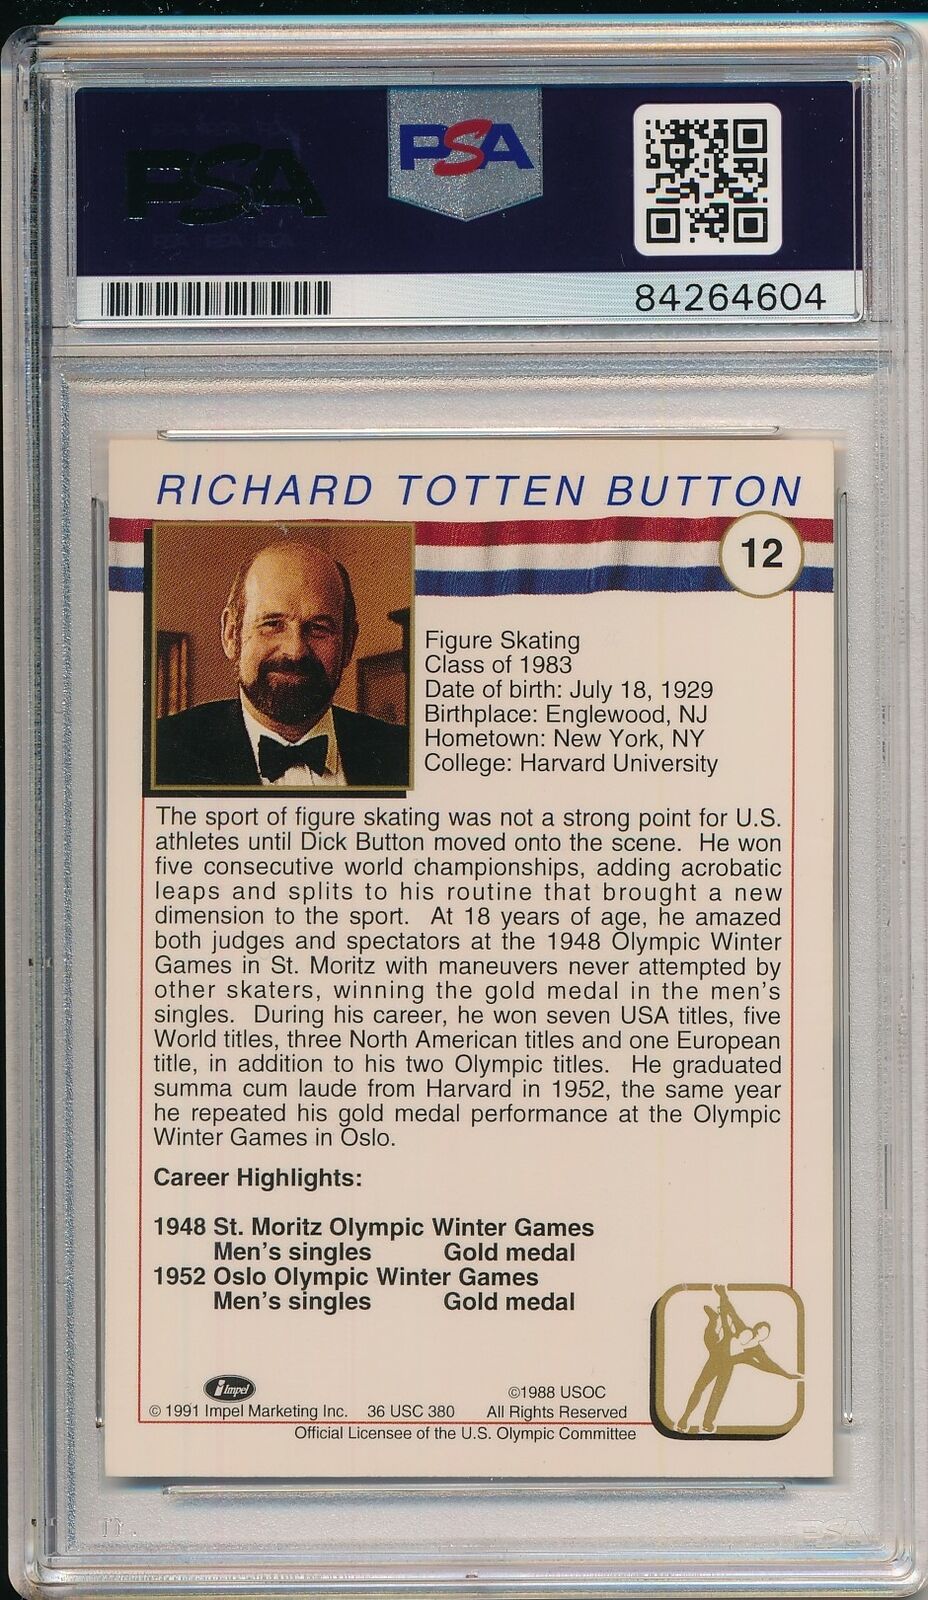 PSA
PSA
84264604
RICHARD TOTTEN BUTTON
12
Figure Skating
Class of 1983
Date of birth: July 18, 1929
Birthplace: Englewood, NJ
Hometown: New York, NY
College: Harvard University
The sport of figure skating was not a strong point for U.S.
athletes until Dick Button moved onto the scene. He won
five consecutive world championships, adding acrobatic
leaps and splits to his routine that brought a new
dimension to the sport. At 18 years of age, he amazed
both judges and spectators at the 1948 Olympic Winter
Games in St. Moritz with maneuvers never attempted by
other skaters, winning the gold medal in the men's
singles. During his career, he won seven USA titles, five
World titles, three North American titles and one European
title, in addition to his two Olympic titles. He graduated
summa cum laude from Harvard in 1952, the same year
he repeated his gold medal performance at the Olympic
Winter Games in Oslo.
Career Highlights:
1948 St. Moritz Olympic Winter Games
Men's singles Gold medal
1952 Oslo Olympic Winter Games
Men's singles Gold medal
Impel
©1988 USOC
© 1991 Impel Marketing Inc. 36 USC 380 All Rights Reserved
Official Licensee of the U.S. Olympic Committee
PSA